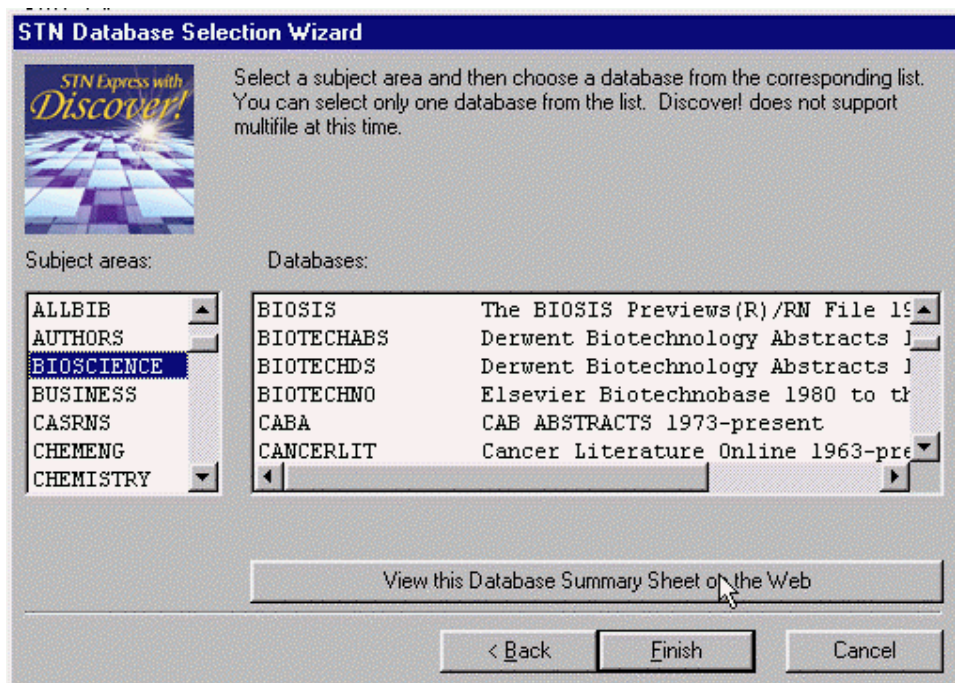 STN Database Selection Wizard
STN Express with
Discover!
Select a subject area and then choose a database from the corresponding list.
You can select only one database from the list. Discover! does not support
multifile at this time.
Subject areas:
Databases:
ALLBIB
AUTHORS
BIOSCIENCE
BUSINESS
CASRNS
CHEMENG
CHEMISTRY
BIOSIS The BIOSIS Previews(R)/RN File
BIOTECHABS Derwent Biotechnology Abstracts
BIOTECHDS Derwent Biotechnology Abstracts
BIOTECHNO Elsevier Biotechnobase 1980 to
CABA CAB ABSTRACTS 1973-present
CANCERLIT Cancer Literature Online
View this Database Summary Sheet on the Web
< Back
Finish
Cancel